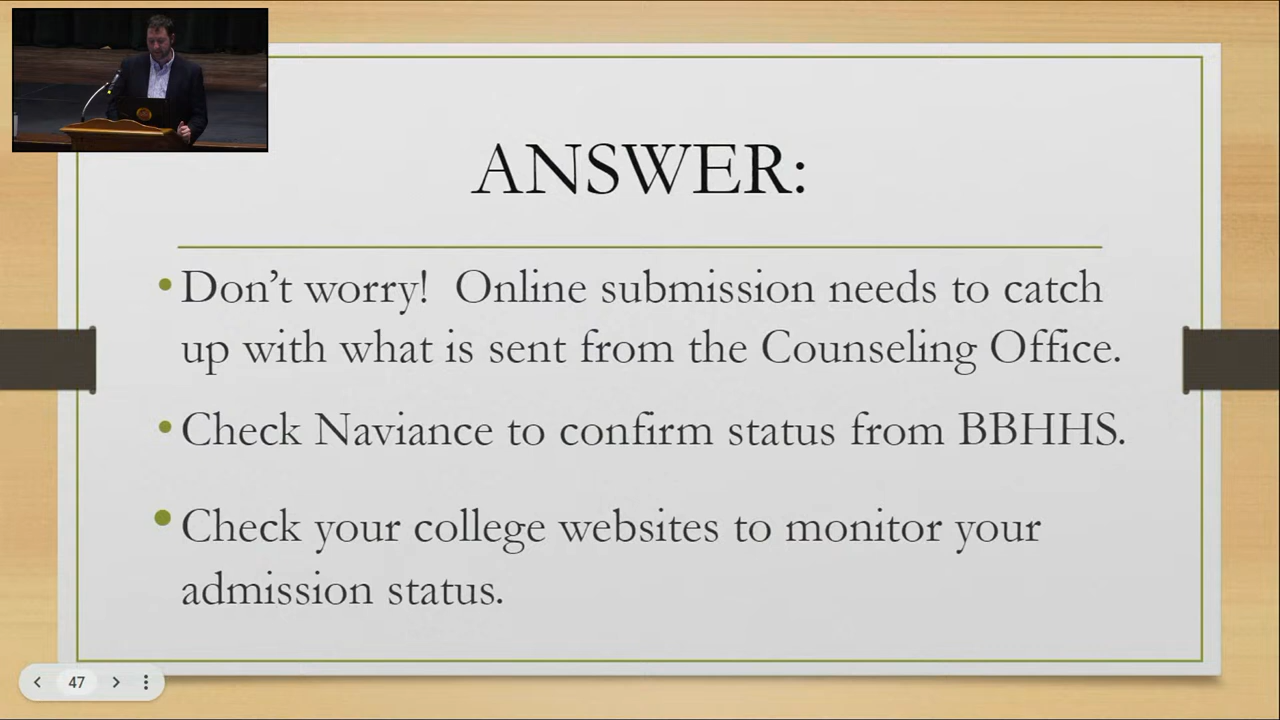 ANSWER:
• Don’t worry!  Online submission needs to catch
up with what is sent from the Counseling Office.
• Check Naviance to confirm status from BBHHS.
• Check your college websites to monitor your
admission status.
47